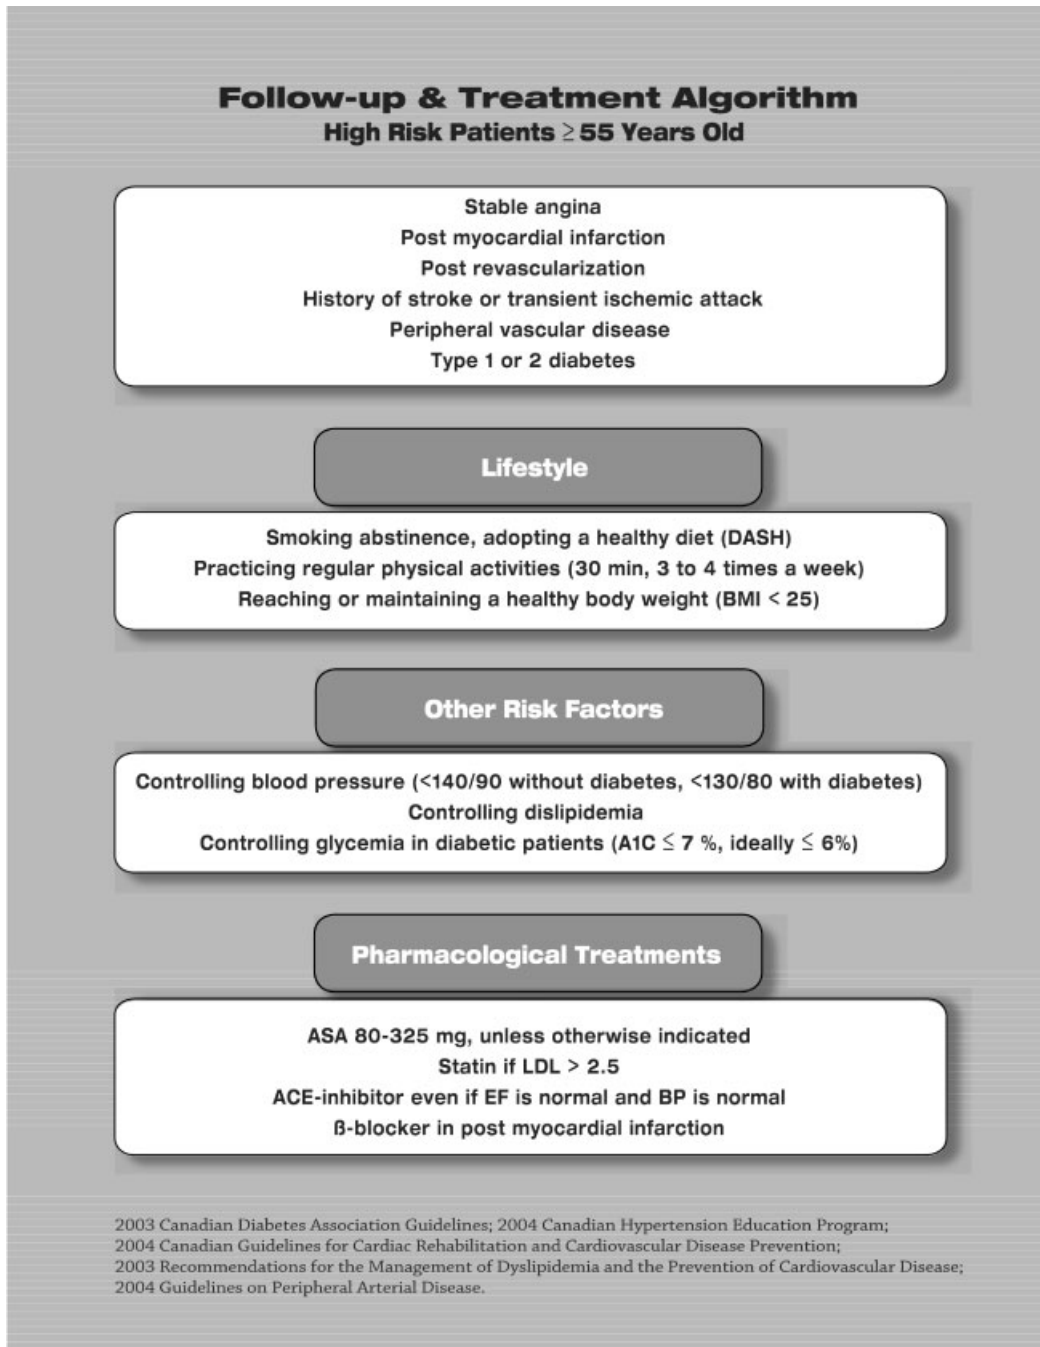 Follow-up & Treatment Algorithm
High Risk Patients ≥ 55 Years Old
Stable angina
Post myocardial infarction
Post revascularization
History of stroke or transient ischemic attack
Peripheral vascular disease
Type 1 or 2 diabetes
Lifestyle
Smoking abstinence, adopting a healthy diet (DASH)
Practicing regular physical activities (30 min, 3 to 4 times a week)
Reaching or maintaining a healthy body weight (BMI < 25)
Other Risk Factors
Controlling blood pressure (<140/90 without diabetes, <130/80 with diabetes)
Controlling dislipidemia
Controlling glycemia in diabetic patients (A1C ≤ 7 %, ideally ≤ 6%)
Pharmacological Treatments
ASA 80-325 mg, unless otherwise indicated
Statin if LDL > 2.5
ACE-inhibitor even if EF is normal and BP is normal
ß-blocker in post myocardial infarction
2003 Canadian Diabetes Association Guidelines; 2004 Canadian Hypertension Education Program;
2004 Canadian Guidelines for Cardiac Rehabilitation and Cardiovascular Disease Prevention;
2003 Recommendations for the Management of Dyslipidemia and the Prevention of Cardiovascular Disease;
2004 Guidelines on Peripheral Arterial Disease.